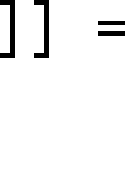 ]] =